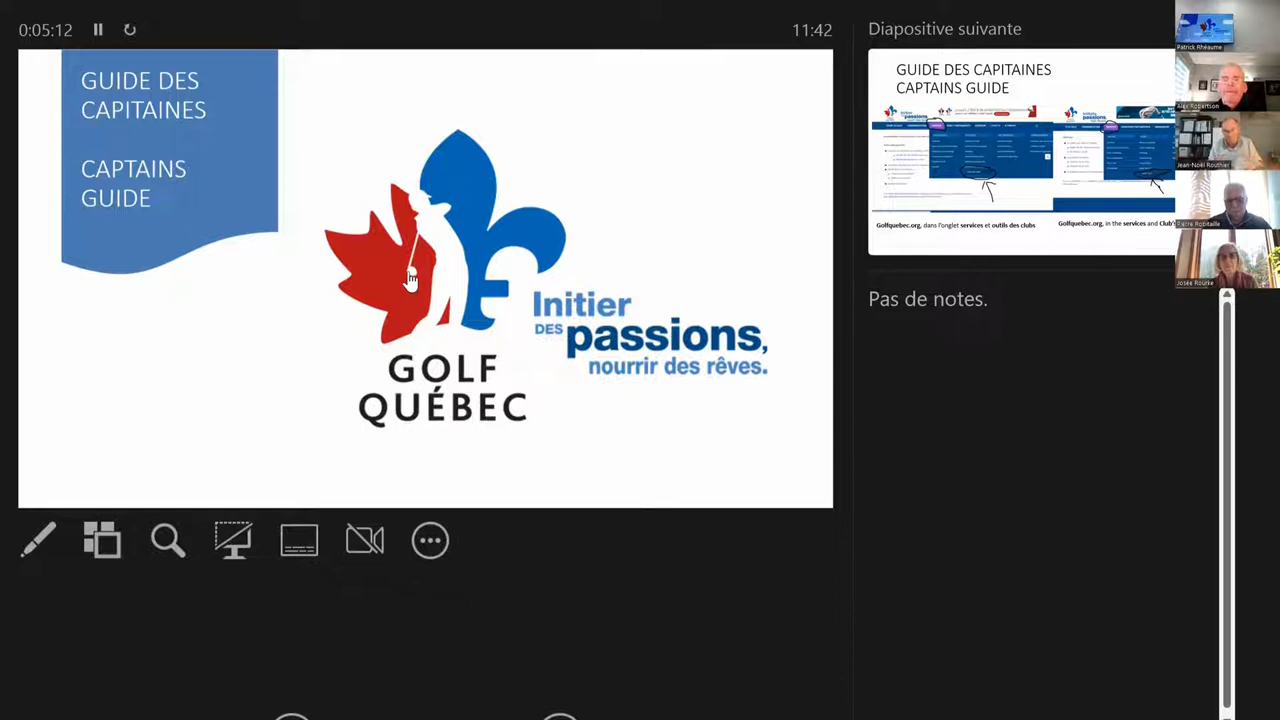 0:05:12
11:42
GUIDE DES
CAPITAINES
CAPTAINS
GUIDE
GOLF
QUÉBEC
Initier
DES passions,
nourrir des rêves.
Diapositive suivante
GUIDE DES CAPITAINES
CAPTAINS GUIDE
Golfquebec.org, dans l'onglet services et outils des clubs
Golfquebec.org, in the services and Club's
Pas de notes.
Patrick Rhéaume
Alex Robertson
Jean-Noël Routhier
Pierre Robitaille
Josée Rourke